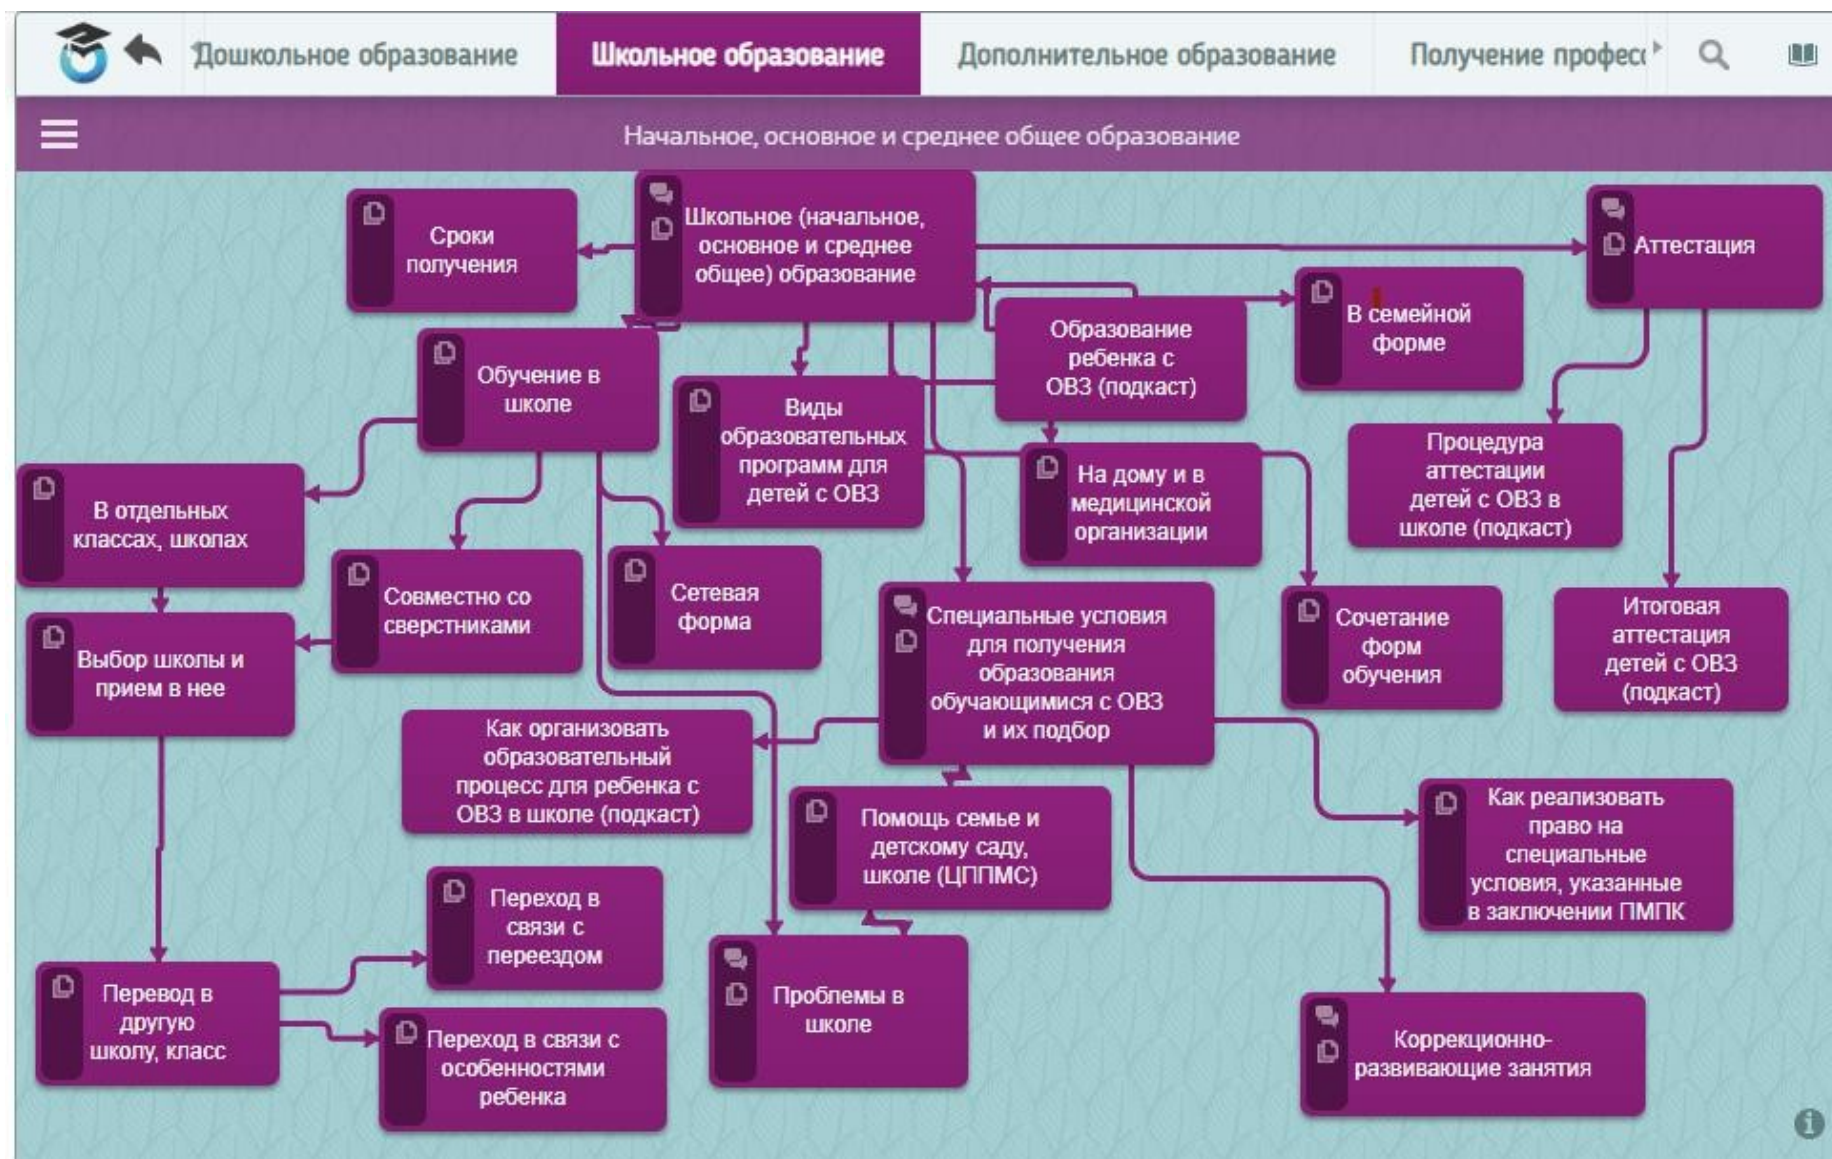 Дошкольное образование
Школьное образование
Дополнительное образование
Получение професс
Начальное, основное и среднее общее образование
Сроки
получения
Школьное (начальное,
основное и среднее
общее) образование
Аттестация
Образование
ребенка с
ОВЗ (подкаст)
В семейной
форме
Обучение в
школе
Виды
образовательных
программ для
детей с ОВЗ
На дому и в
медицинской
организации
Процедура
аттестации
детей с ОВЗ в
школе (подкаст)
В отдельных
классах, школах
Совместно со
сверстниками
Сетевая
форма
Специальные условия
для получения
образования
обучающимися с ОВЗ
и их подбор
Сочетание
форм
обучения
Итоговая
аттестация
детей с ОВЗ
(подкаст)
Выбор школы и
прием в нее
Как организовать
образовательный
процесс для ребенка с
ОВЗ в школе (подкаст)
Помощь семье и
детскому саду,
школе (ЦППМС)
Как реализовать
право на
специальные
условия, указанные
в заключении ПМПК
Переход в
связи с
переездом
Перевод в
другую
школу, класс
Переход в связи с
особенностями
ребенка
Проблемы в
школе
Коррекционно-
развивающие занятия